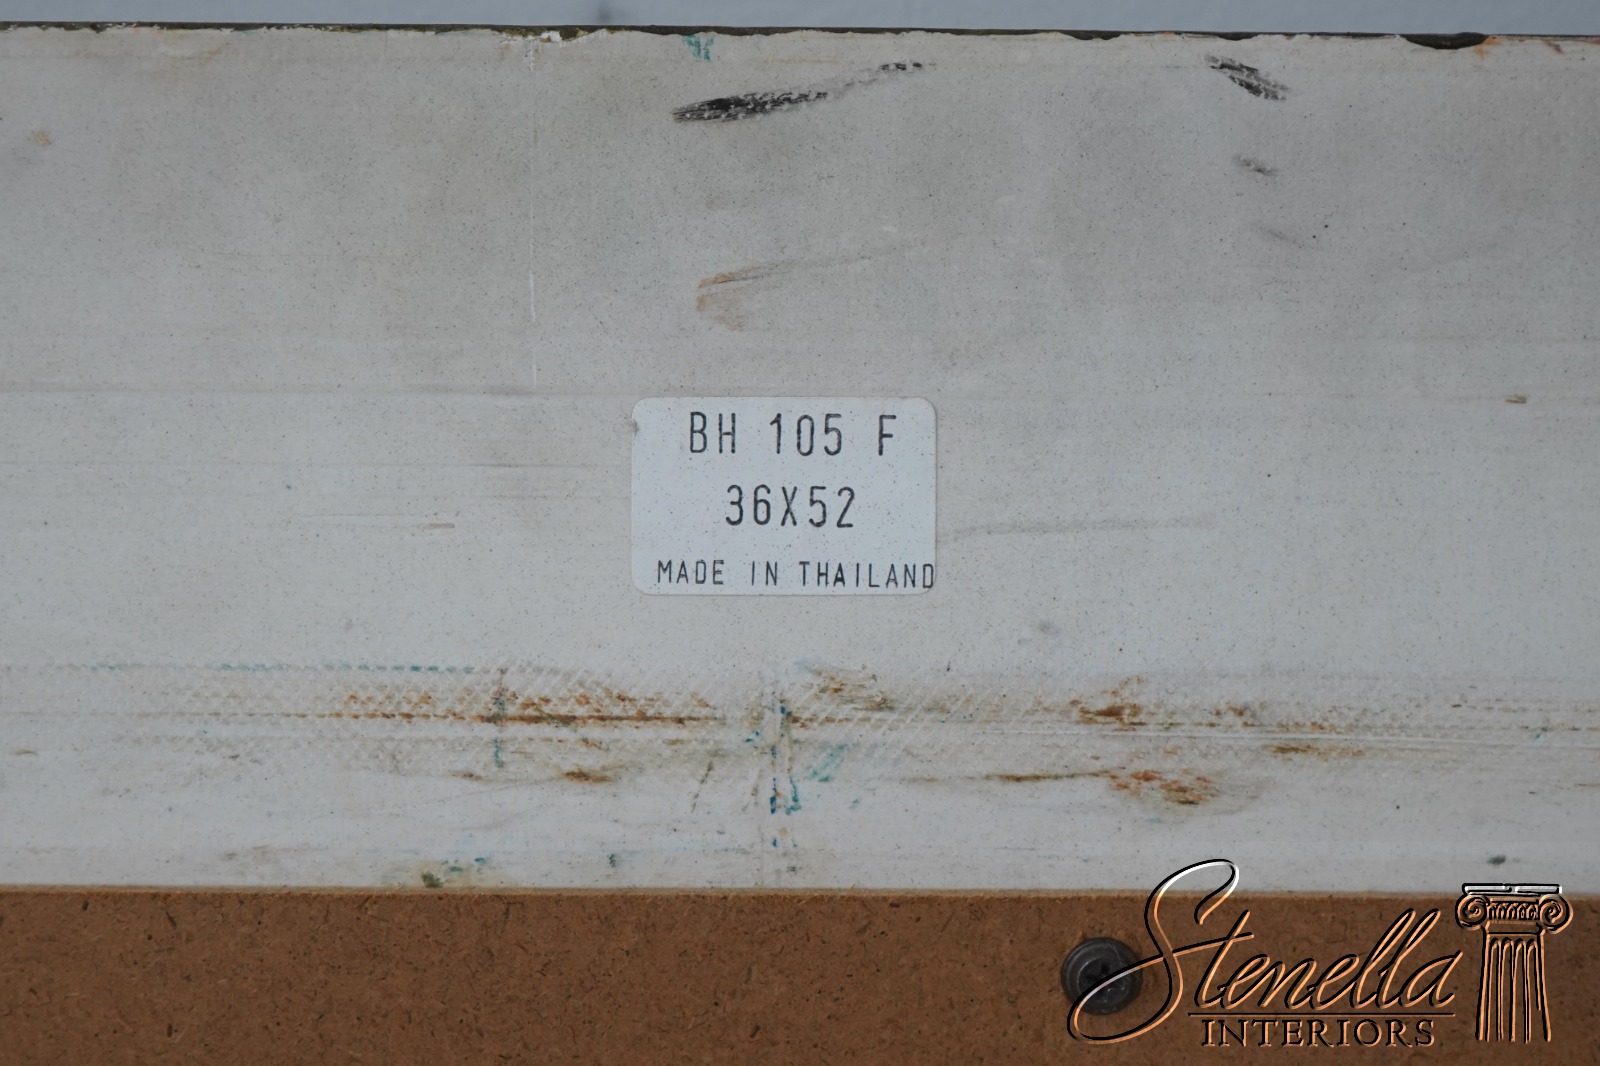 BH 105 F
36X52
MADE IN THAILAND
Stenella
INTERIORS